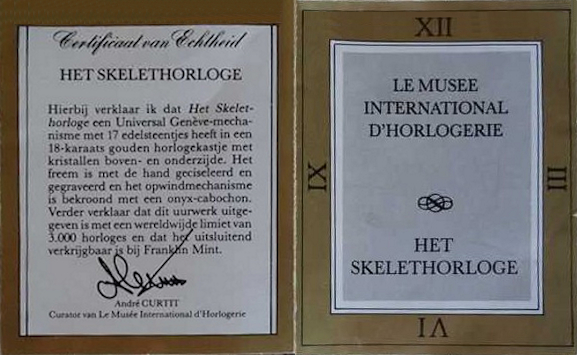 Certificaat van Echtheid
HET SKELETHORLOGE
Hierbij verklaar ik dat Het Skelet-
horloge een Universal Genève-mecha-
nisme met 17 edelsteentjes heeft in een
18-karaats gouden horlogekastje met
kristallen boven- en onderzijde. Het
freem is met de hand geciseleerd en
gegraveerd en het opwindmechanisme
is bekroond met een onyx-cabochon.
Verder verklaar dat dit uurwerk uitge-
geven is met een wereldwijde limiet van
3.000 horloges en dat het uitsluitend
verkrijgbaar is bij Franklin Mint.
André CURTIT
Curator van Le Musée International d'Horlogerie
XII
LE MUSEE
INTERNATIONAL
D'HORLOGERIE
IX
III
HET
SKELETHORLOGE
VI